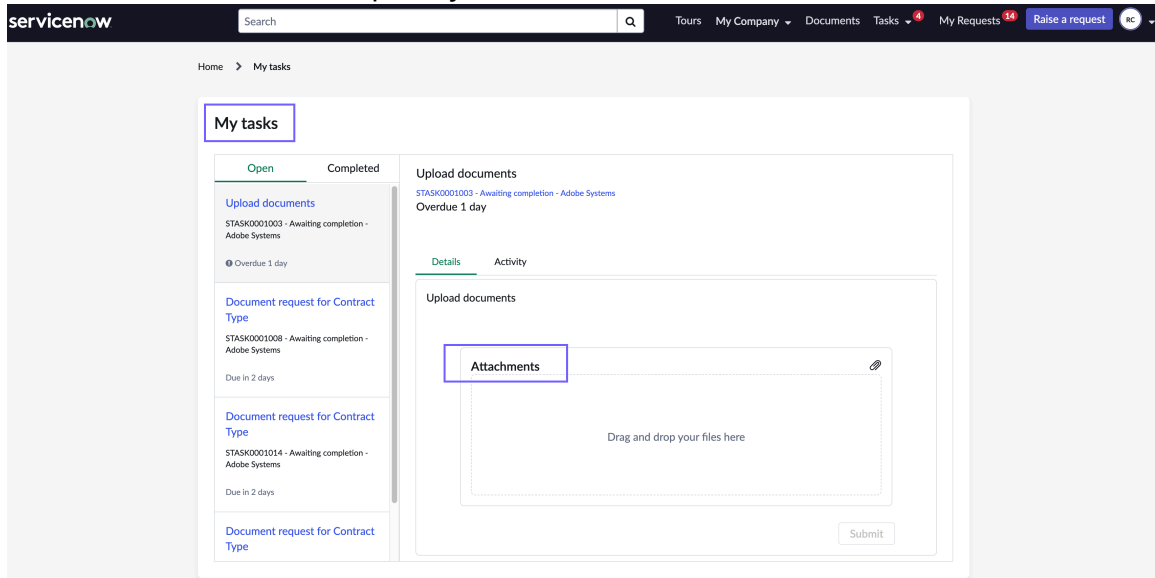 servicenow
Search
Tours My Company Documents Tasks 4 My Requests 14 Raise a request RC
Home > My tasks
My tasks
Open Completed
Upload documents
STASK0001003 - Awaiting completion -
Adobe Systems
Overdue 1 day
Document request for Contract
Type
STASK0001008 - Awaiting completion -
Adobe Systems
Due in 2 days
Document request for Contract
Type
STASK0001014 - Awaiting completion -
Adobe Systems
Due in 2 days
Document request for Contract
Type
Upload documents
STASK0001003 - Awaiting completion - Adobe Systems
Overdue 1 day
Details Activity
Upload documents
Attachments
Drag and drop your files here
Submit